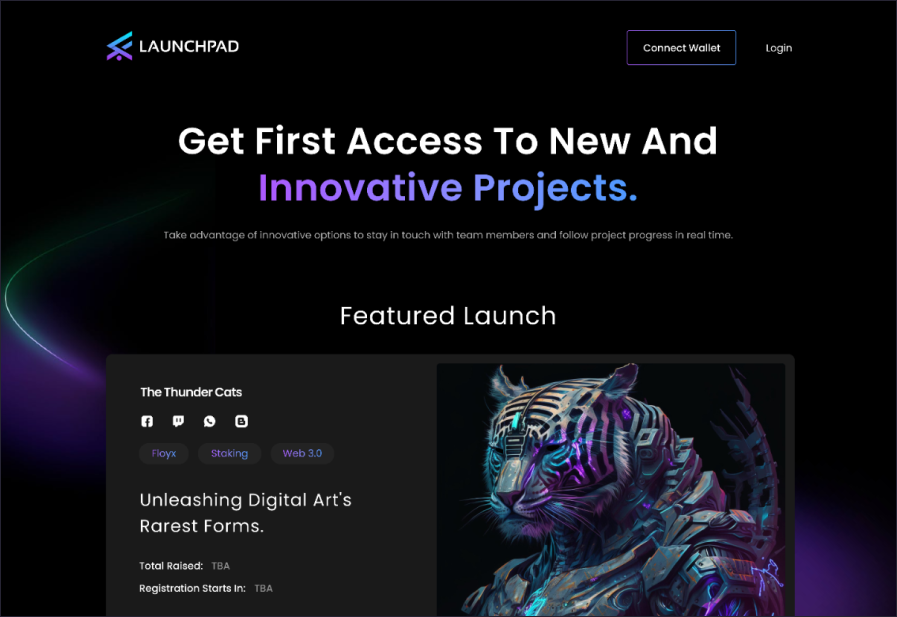 LAUNCHPAD
Connect Wallet
Login
Get First Access To New And
Innovative Projects.
Take advantage of innovative options to stay in touch with team members and follow project progress in real time.
Featured Launch
The Thunder Cats
Floyx
Staking
Web 3.0
Unleashing Digital Art's
Rarest Forms.
Total Raised: TBA
Registration Starts In: TBA